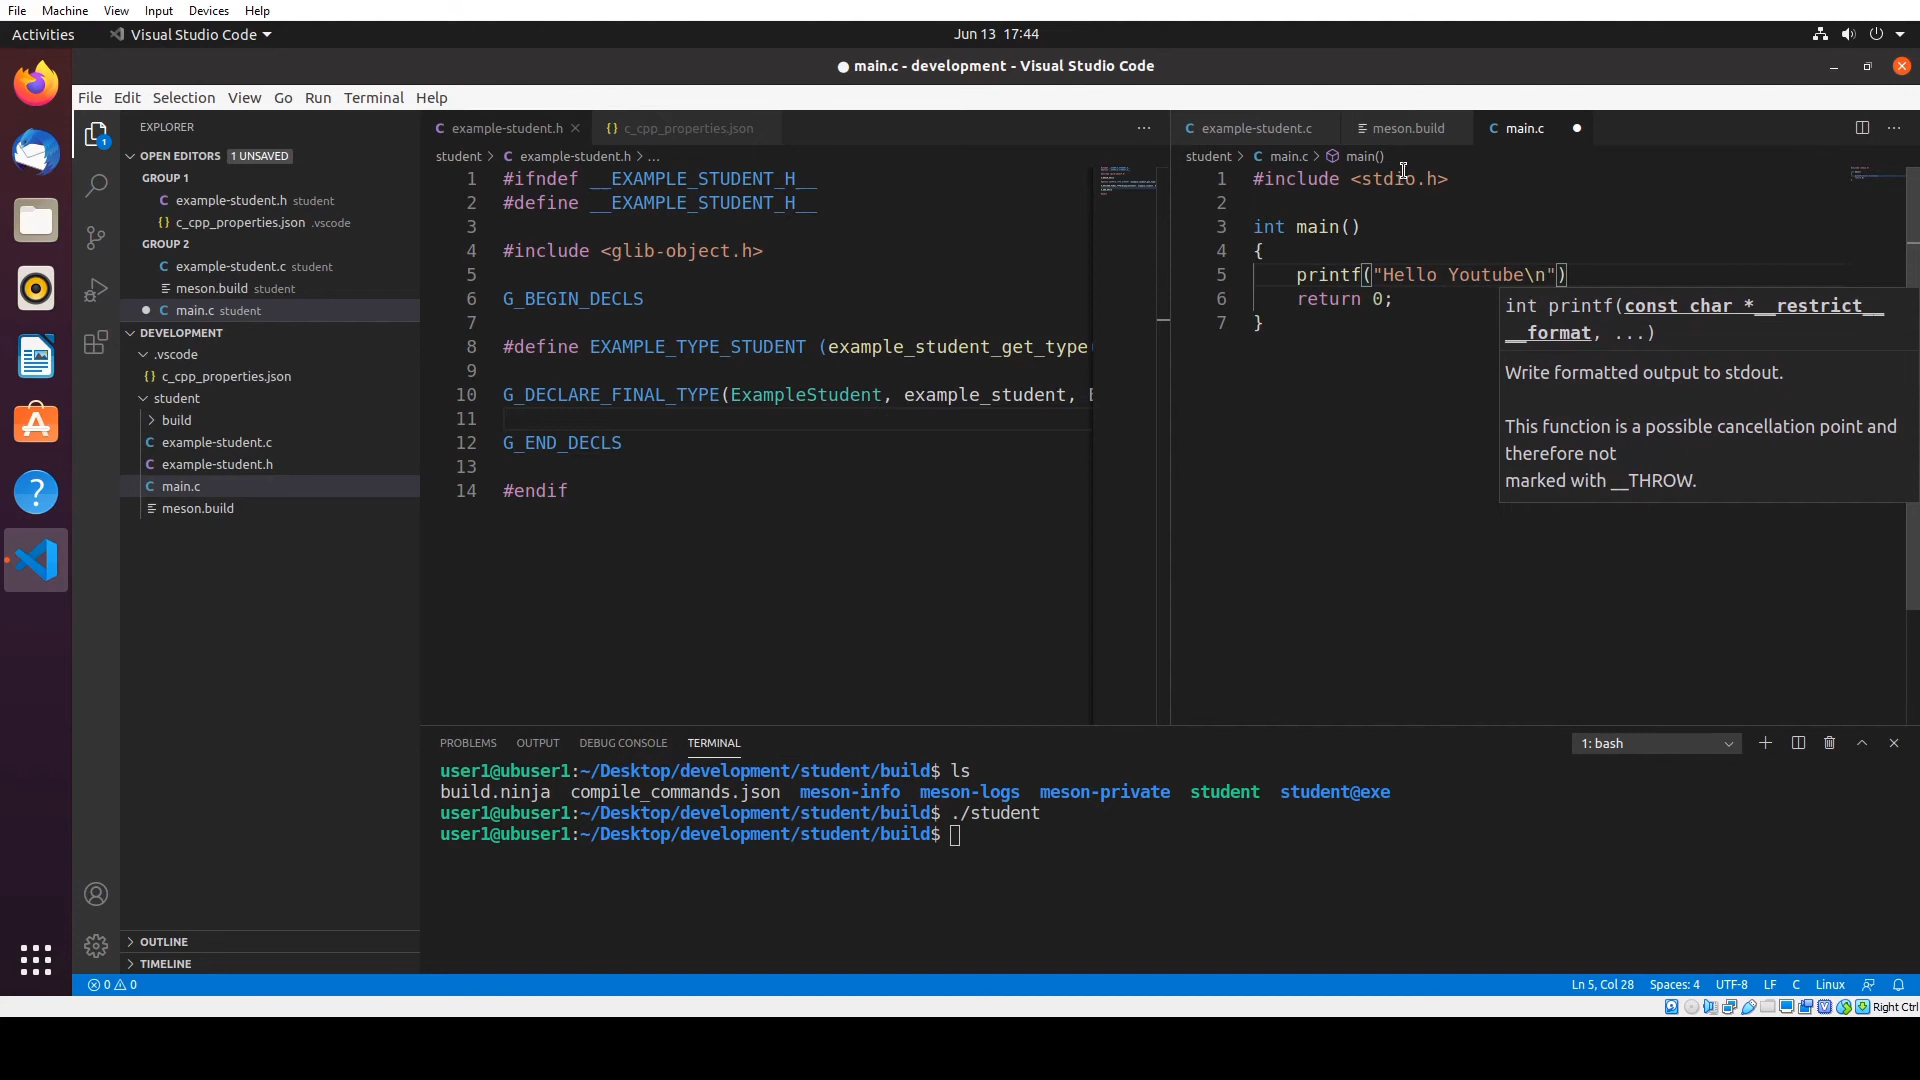 File Machine View Input Devices Help
Activities Visual Studio Code Jun 13 17:44
● main.c - development - Visual Studio Code
File Edit Selection View Go Run Terminal Help
EXPLORER
OPEN EDITORS 1 UNSAVED
GROUP 1
example-student.h student
c_cpp_properties.json .vscode
GROUP 2
example-student.c student
meson.build student
main.c student
DEVELOPMENT
.vscode
c_cpp_properties.json
student
build
example-student.c
example-student.h
main.c
meson.build
OUTLINE
TIMELINE
example-student.h c_cpp_properties.json
student > C example-student.h > ...
1 #ifndef __EXAMPLE_STUDENT_H__
2 #define __EXAMPLE_STUDENT_H__
3
4 #include <glib-object.h>
5
6 G_BEGIN_DECLS
7
8 #define EXAMPLE_TYPE_STUDENT (example_student_get_type(
9
10 G_DECLARE_FINAL_TYPE(ExampleStudent, example_student, E
11
12 G_END_DECLS
13
14 #endif
example-student.c meson.build main.c
student > C main.c > main()
1 #include <stdio.h>
2
3 int main()
4 {
5 printf("Hello Youtube\n")
6 return 0;
7 }
int printf(const char *__restrict__
__format, ...)
Write formatted output to stdout.
This function is a possible cancellation point and
therefore not
marked with __THROW.
PROBLEMS OUTPUT DEBUG CONSOLE TERMINAL 1: bash
user1@ubuser1:~/Desktop/development/student/build$ ls
build.ninja compile_commands.json meson-info meson-logs meson-private student student@exe
user1@ubuser1:~/Desktop/development/student/build$ ./student
user1@ubuser1:~/Desktop/development/student/build$
0 0 Ln 5, Col 28 Spaces: 4 UTF-8 LF C Linux
Right Ctrl